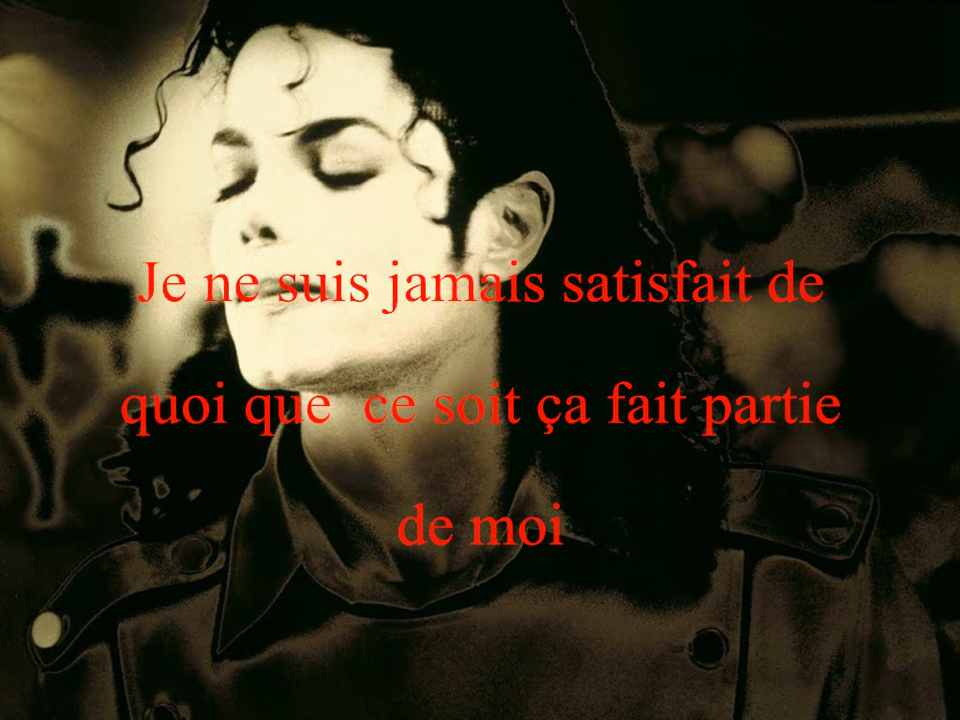 Je ne suis jamais satisfait de
quoi que  ce soit ça fait partie
de moi